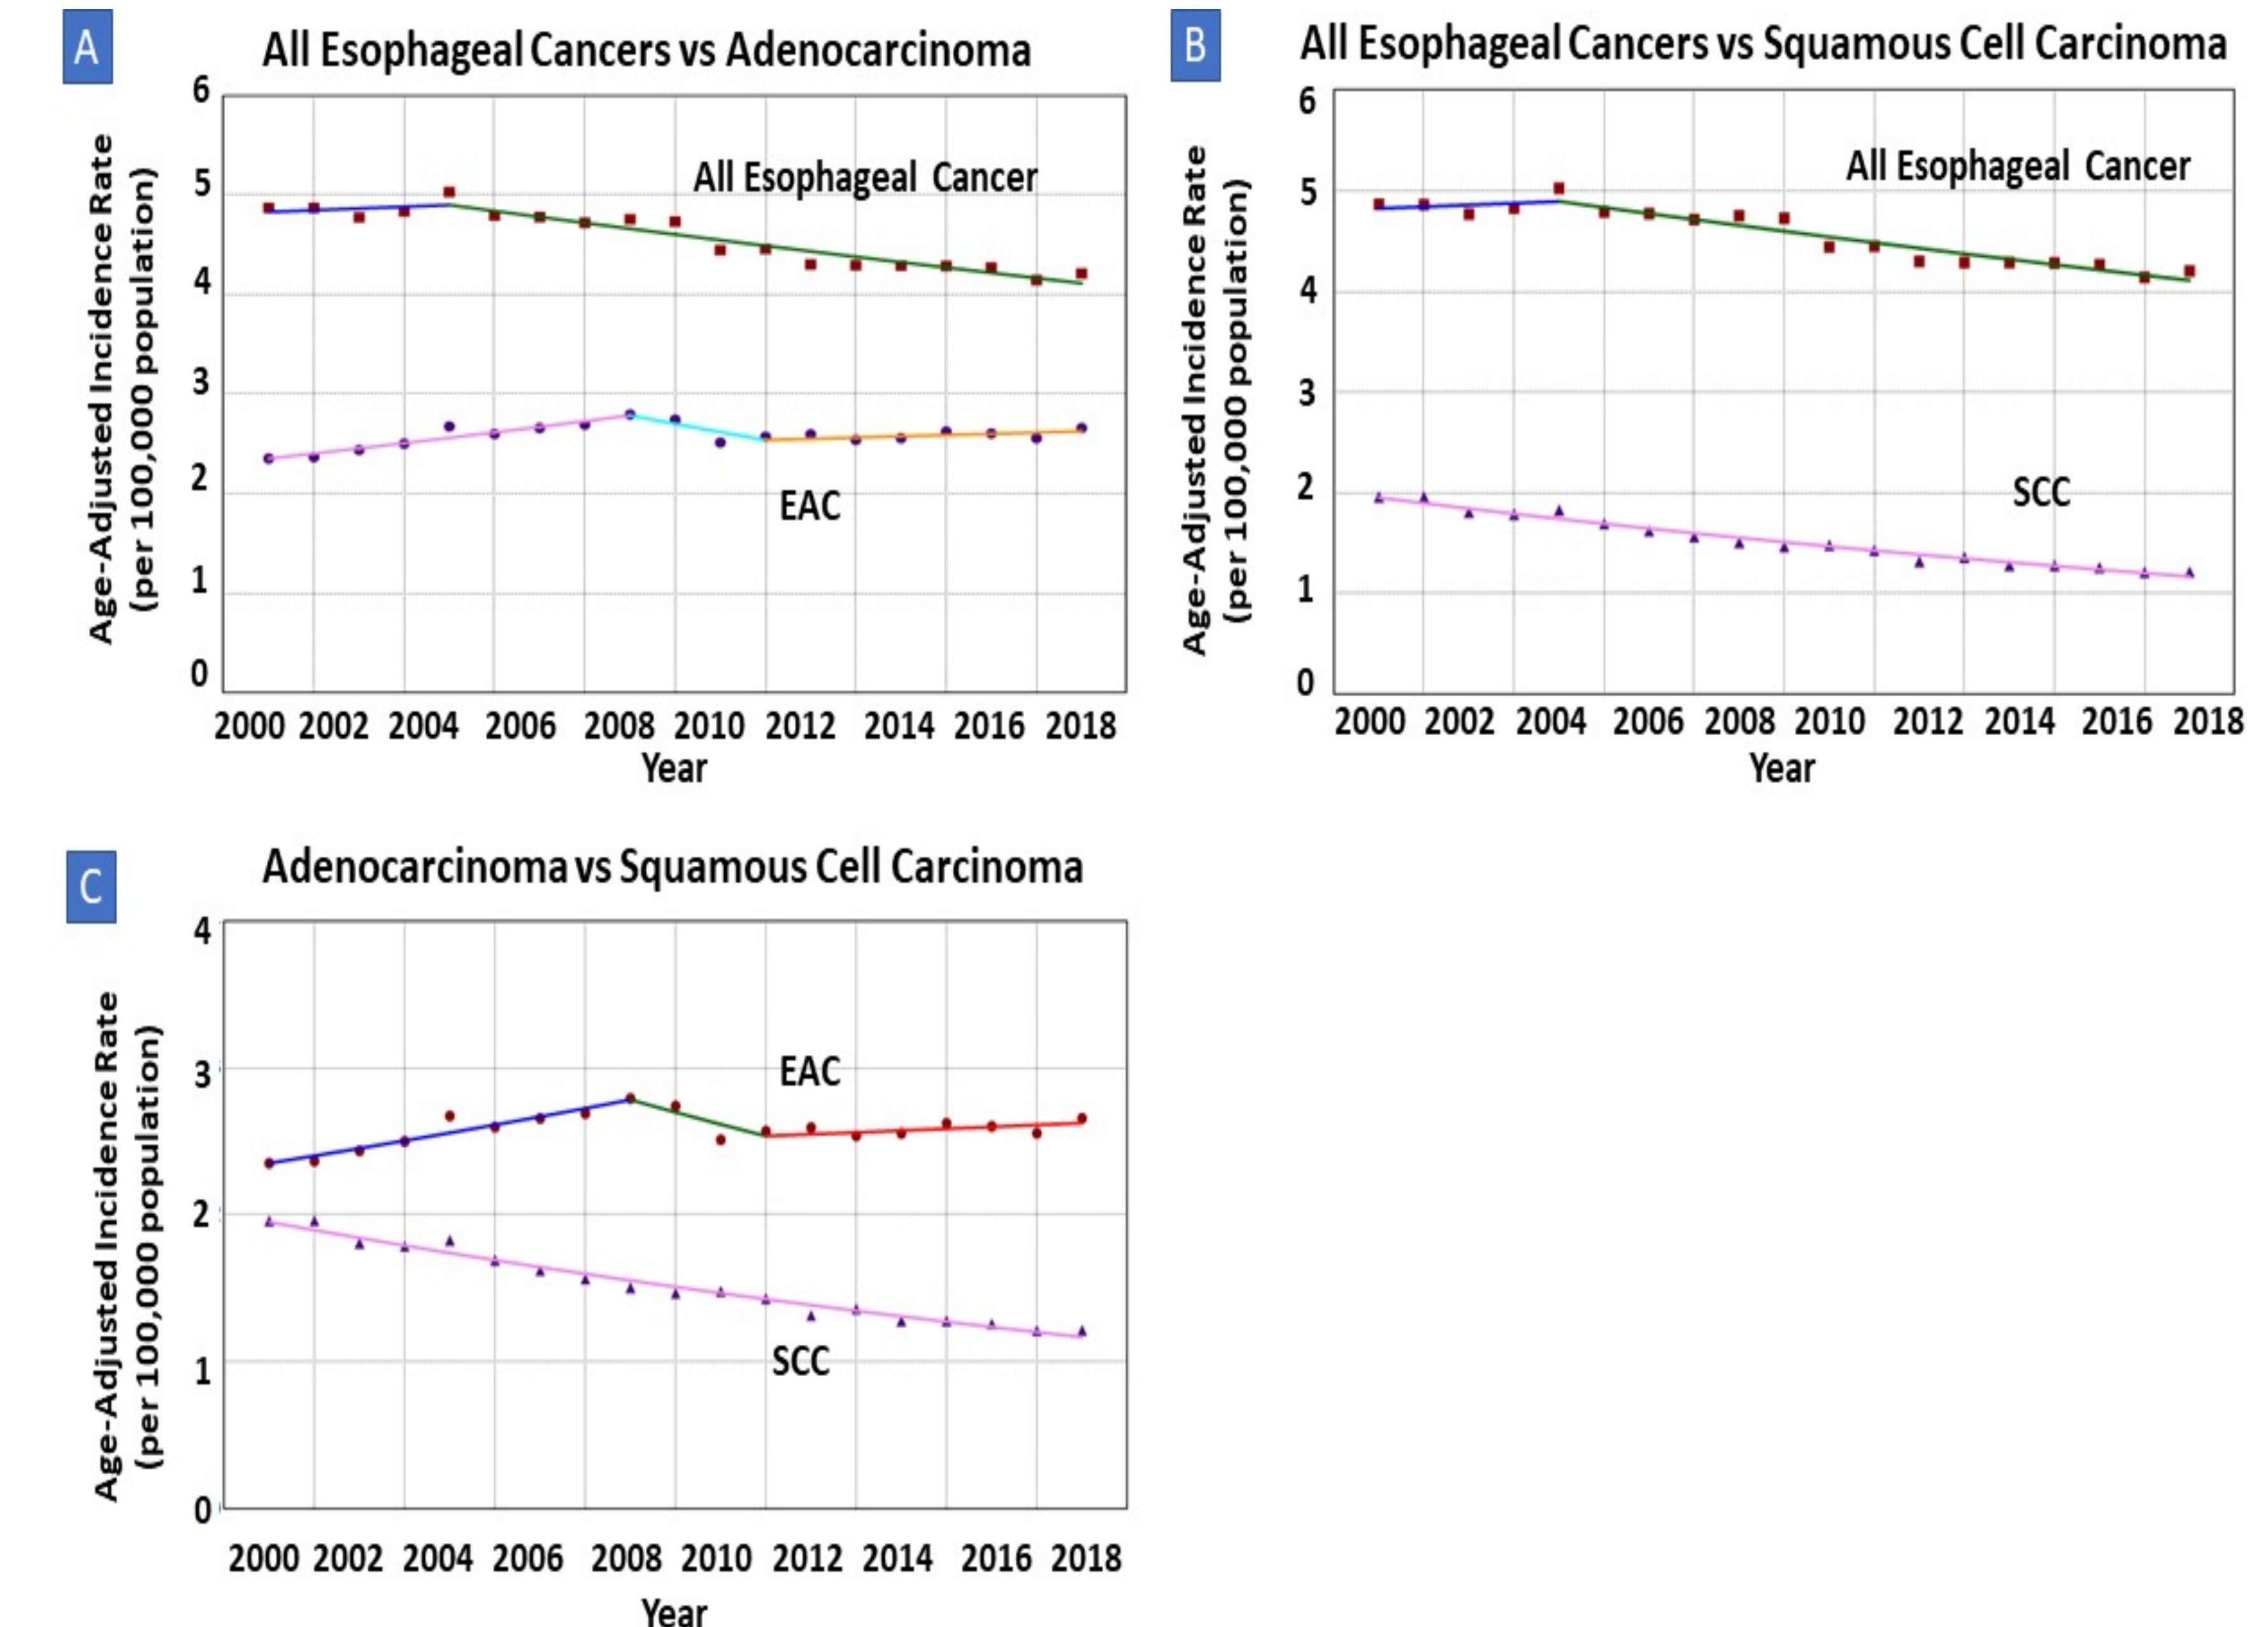 A
All Esophageal Cancers vs Adenocarcinoma
Age-Adjusted Incidence Rate
(per 100,000 population)
6
5
4
3
2
1
0
All Esophageal Cancer
EAC
2000 2002 2004 2006 2008 2010 2012 2014 2016 2018
Year
B
All Esophageal Cancers vs Squamous Cell Carcinoma
Age-Adjusted Incidence Rate
(per 100,000 population)
6
5
4
3
2
1
0
All Esophageal Cancer
SCC
2000 2002 2004 2006 2008 2010 2012 2014 2016 2018
Year
C
Adenocarcinoma vs Squamous Cell Carcinoma
Age-Adjusted Incidence Rate
(per 100,000 population)
4
3
2
1
0
EAC
SCC
2000 2002 2004 2006 2008 2010 2012 2014 2016 2018
Year